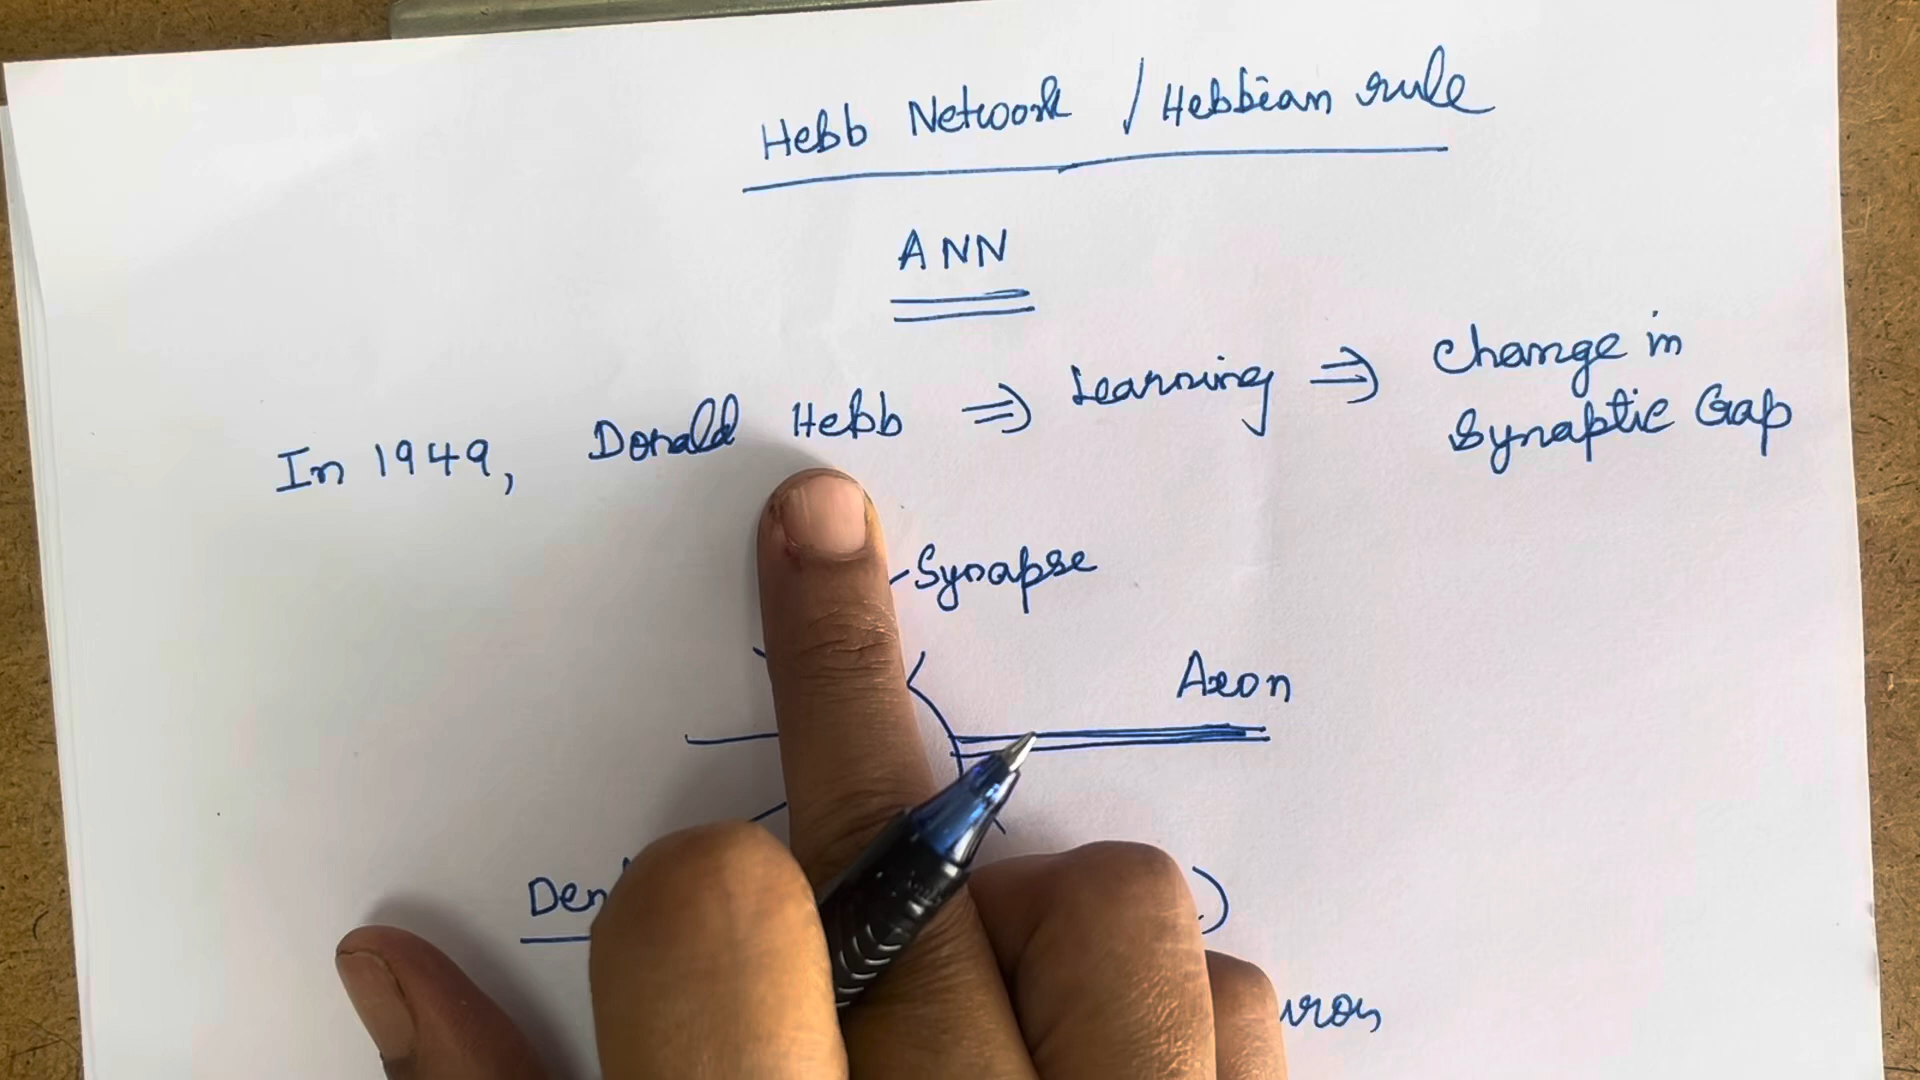 Hebb Network / Hebbian rule
ANN
In 1949, Donald Hebb ⇒ Learning ⇒ Change in
Synaptic Gap
Synapse
Axon